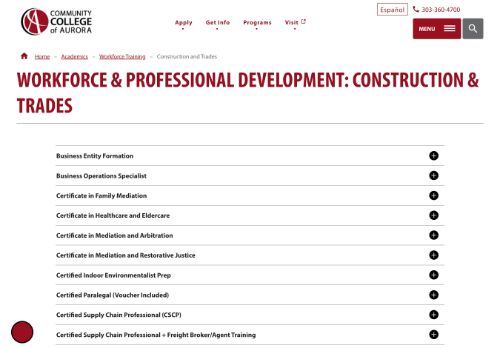 COMMUNITY
COLLEGE
of AURORA
Español
303-360-4700
Apply
Get Info
Programs
Visit
MENU
Home – Academics – Workforce Training – Construction and Trades
WORKFORCE & PROFESSIONAL DEVELOPMENT: CONSTRUCTION &
TRADES
Business Entity Formation
Business Operations Specialist
Certificate in Family Mediation
Certificate in Healthcare and Eldercare
Certificate in Mediation and Arbitration
Certificate in Mediation and Restorative Justice
Certified Indoor Environmentalist Prep
Certified Paralegal (Voucher Included)
Certified Supply Chain Professional (CSCP)
Certified Supply Chain Professional + Freight Broker/Agent Training